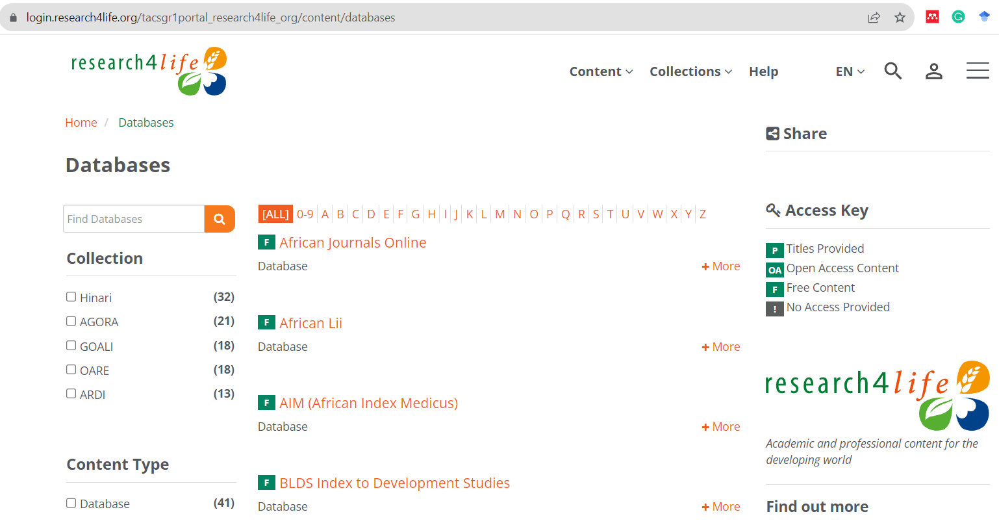 login.research4life.org/tacsgr1portal_research4life_org/content/databases
research4life
Content Collections Help EN
Home / Databases
Databases
Find Databases
Collection
Hinari (32)
AGORA (21)
GOALI (18)
OARE (18)
ARDI (13)
Content Type
Database (41)
[ALL] 0-9 A B C D E F G H I J K L M N O P Q R S T U V W X Y Z
F African Journals Online
Database + More
F African Lii
Database + More
F AIM (African Index Medicus)
Database + More
F BLDS Index to Development Studies
Database + More
Share
Access Key
P Titles Provided
OA Open Access Content
F Free Content
! No Access Provided
research4life
Academic and professional content for the
developing world
Find out more